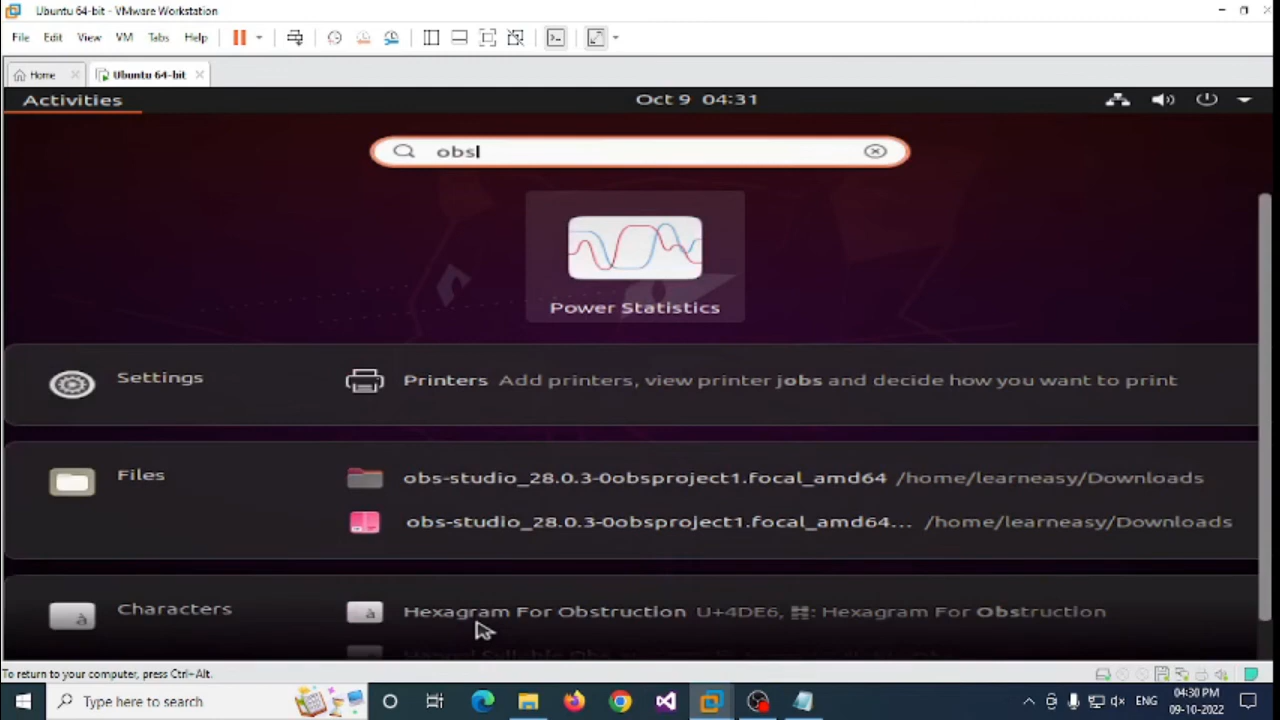 Ubuntu 64-bit - VMware Workstation
File Edit View VM Tabs Help
Home Ubuntu 64-bit
Activities Oct 9 04:31
obs
Power Statistics
Settings Printers Add printers, view printer jobs and decide how you want to print
Files obs-studio_28.0.3-0obsproject1.focal_amd64 /home/learneasy/Downloads
obs-studio_28.0.3-0obsproject1.focal_amd64... /home/learneasy/Downloads
Characters Hexagram For Obstruction U+4DE6, ䷦: Hexagram For Obstruction
To return to your computer, press Ctrl+Alt.
Type here to search ENG 04:30 PM
09-10-2022